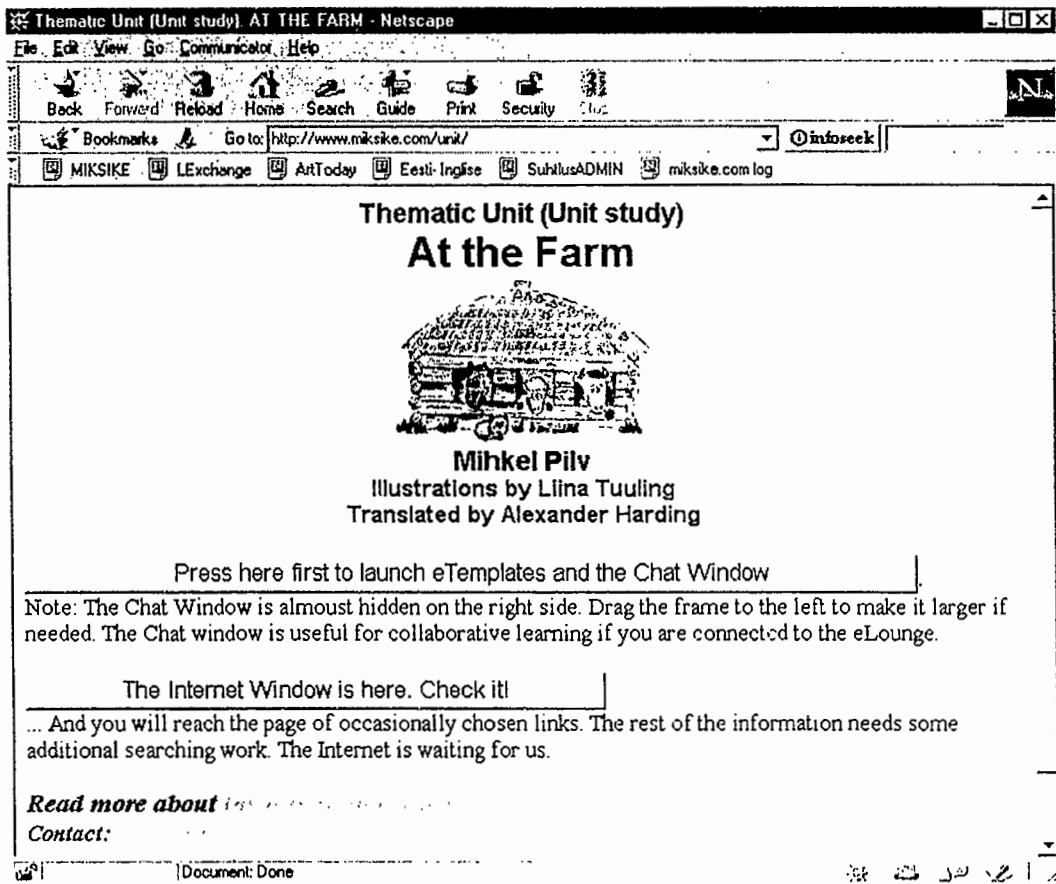 Thematic Unit (Unit study). AT THE FARM - Netscape
File Edit View Go Communicator Help
Back Forward Reload Home Search Guide Print Security Stop
Bookmarks Go to: http://www.miksike.com/unit/ infoseek
MIKSIKE LExchange ArtToday Eesti-Inglise SuhtlusADMIN miksike.com log
Thematic Unit (Unit study)
At the Farm
Mihkel Pilv
Illustrations by Liina Tuuling
Translated by Alexander Harding
Press here first to launch eTemplates and the Chat Window
Note: The Chat Window is almoust hidden on the right side. Drag the frame to the left to make it larger if
needed. The Chat window is useful for collaborative learning if you are connected to the eLounge.
The Internet Window is here. Check it!
... And you will reach the page of occasionally chosen links. The rest of the information needs some
additional searching work. The Internet is waiting for us.
Read more about
Contact:
Document: Done